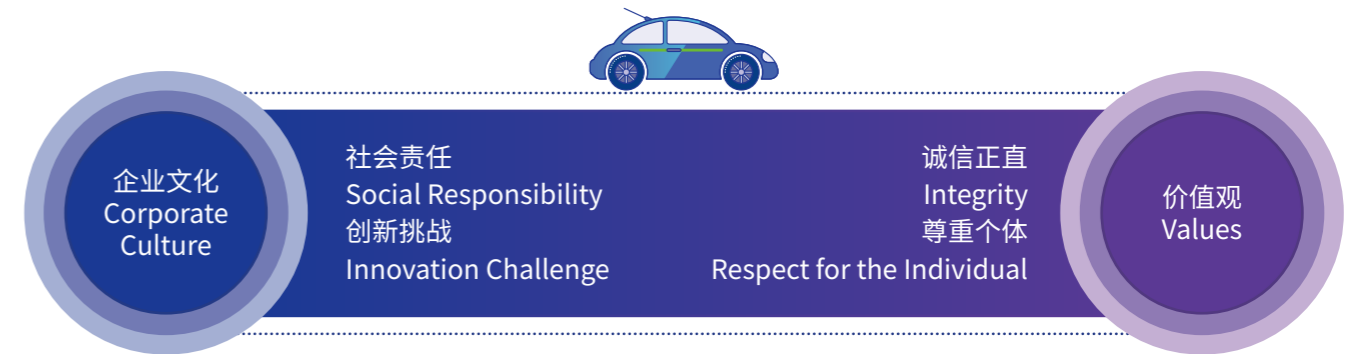 企业文化
Corporate
Culture
社会责任
Social Responsibility
创新挑战
Innovation Challenge
诚信正直
Integrity
尊重个体
Respect for the Individual
价值观
Values